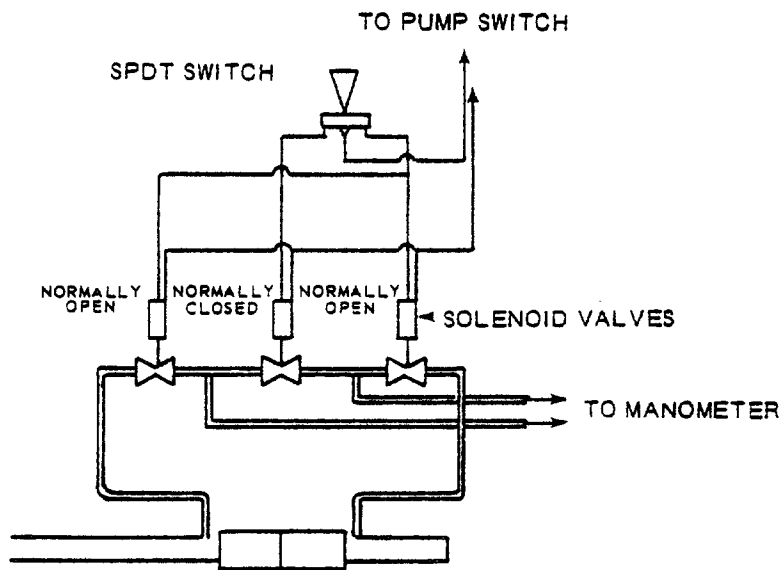 TO PUMP SWITCH
SPDT SWITCH
NORMALLY
OPEN
NORMALLY
CLOSED
NORMALLY
OPEN
SOLENOID VALVES
TO MANOMETER